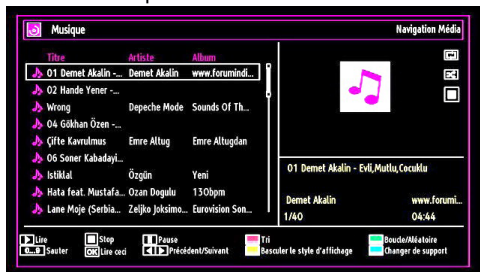 Musique Navigation Média
Titre Artiste Album
01 Demet Akalin -... Demet Akalin www.forumindi...
02 Hande Yener -...
Wrong Depeche Mode Sounds Of Th...
04 Gökhan Özen -...
Çifte Kavrulmus Emre Altug Emre Altugdan
06 Soner Kabadayi...
Istiklal Özgün Yeni
Hata feat. Mustafa... Ozan Dogulu 130bpm
Lane Moje (Serbia... Zeljko Joksimo... Eurovision Son...
01 Demet Akalin - Evli,Mutlu,Cocuklu
Demet Akalin www.forumi...
1/40 04:44
Lire Stop Pause Tri Boucle/Aléatoire
0...9 Sauter OK Lire ceci Précédent/Suivant Basculer le style d'affichage Changer de support